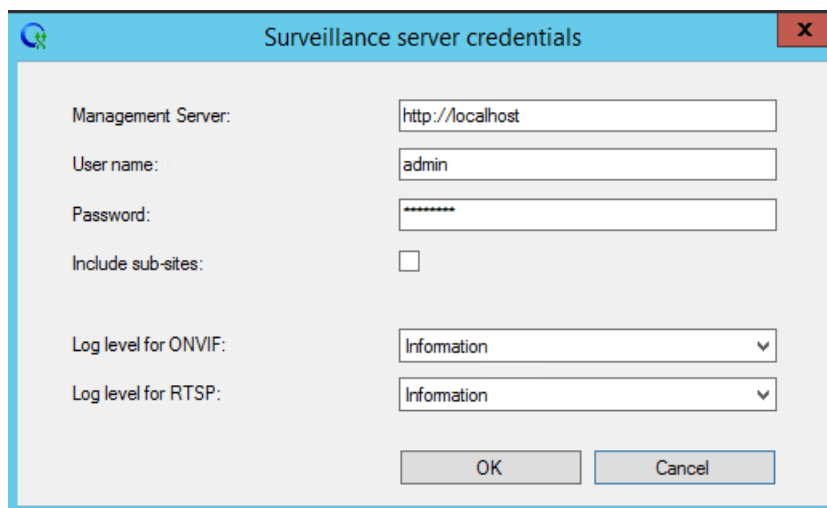 Surveillance server credentials
Management Server: http://localhost
User name: admin
Password: ********
Include sub-sites:
Log level for ONVIF: Information
Log level for RTSP: Information
OK Cancel